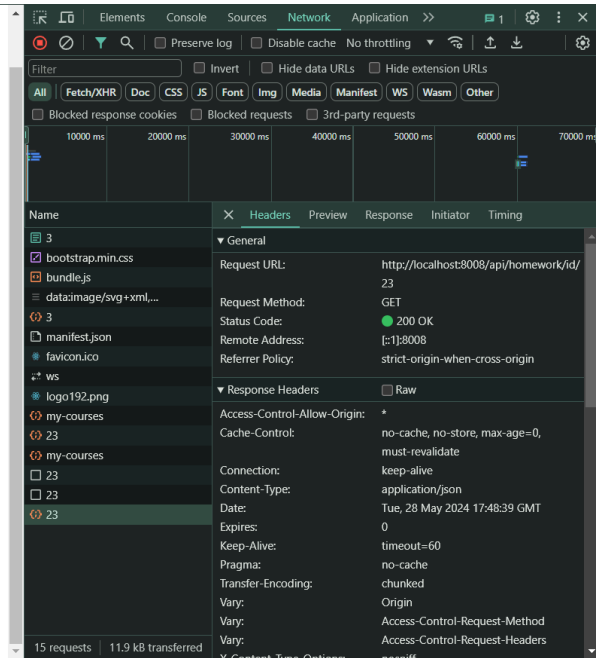 Elements Console Sources Network Application 1
Preserve log Disable cache No throttling
Filter Invert Hide data URLs Hide extension URLs
All Fetch/XHR Doc CSS JS Font Img Media Manifest WS Wasm Other
Blocked response cookies Blocked requests 3rd-party requests
10000 ms 20000 ms 30000 ms 40000 ms 50000 ms 60000 ms 70000 ms
Name Headers Preview Response Initiator Timing
3
bootstrap.min.css
bundle.js
data:image/svg+xml,...
3
manifest.json
favicon.ico
ws
logo192.png
my-courses
23
my-courses
23
23
23
15 requests 11.9 kB transferred
General
Request URL: http://localhost:8008/api/homework/id/
23
Request Method: GET
Status Code: 200 OK
Remote Address: [::1]:8008
Referrer Policy: strict-origin-when-cross-origin
Response Headers Raw
Access-Control-Allow-Origin: *
Cache-Control: no-cache, no-store, max-age=0,
must-revalidate
Connection: keep-alive
Content-Type: application/json
Date: Tue, 28 May 2024 17:48:39 GMT
Expires: 0
Keep-Alive: timeout=60
Pragma: no-cache
Transfer-Encoding: chunked
Vary: Origin
Vary: Access-Control-Request-Method
Vary: Access-Control-Request-Headers
X-Content-Type-Options: nosniff